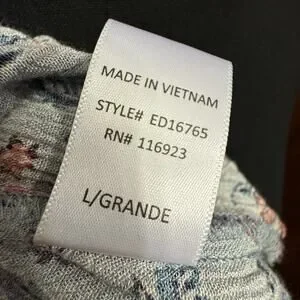 MADE IN VIETNAM
STYLE# ED16765
RN# 116923
L/GRANDE